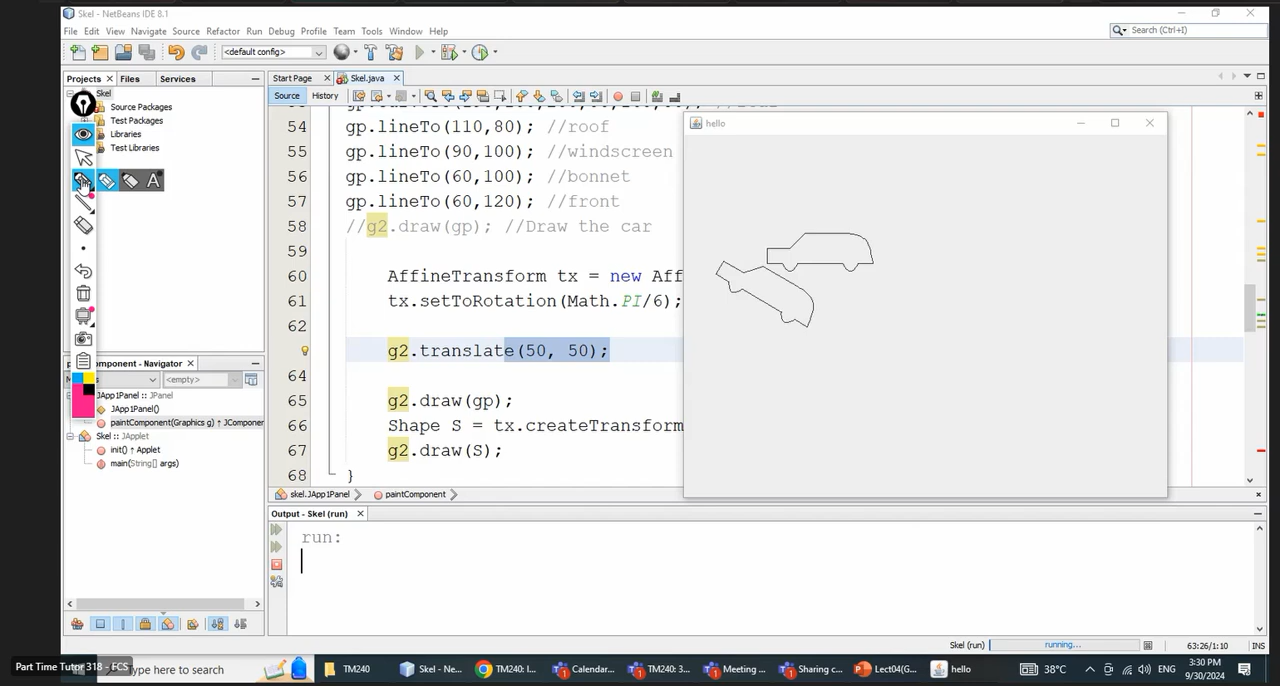 Skel - NetBeans IDE 8.1
File Edit View Navigate Source Refactor Run Debug Profile Team Tools Window Help
Search (Ctrl+I)
<default config>
Projects Files Services
Start Page Skel.java
Source History
Skel
Source Packages
Test Packages
Libraries
Test Libraries
54 gp.lineTo(110,80); //roof
55 gp.lineTo(90,100); //windscreen
56 gp.lineTo(60,100); //bonnet
57 gp.lineTo(60,120); //front
58 //g2.draw(gp); //Draw the car
59
60 AffineTransform tx = new Aff
61 tx.setToRotation(Math.PI/6);
62
g2.translate(50, 50);
64
65 g2.draw(gp);
66 Shape S = tx.createTransform
67 g2.draw(S);
68 }
hello
A
omponent - Navigator
<empty>
JApp1Panel :: JPanel
JApp1Panel()
paintComponent(Graphics g) ↑ JComponer
Skel :: JApplet
init() ↑ Applet
main(String[] args)
skel.JApp1Panel paintComponent
Output - Skel (run)
run:
Skel (run) running... 63:26/1:10 INS
Part Time Tutor 318 - FCS
ype here to search
TM240 Skel - Ne... TM240: I... Calendar... TM240: 3... Meeting ... Sharing c... Lect04(G... hello
38°C ENG 3:30 PM
9/30/2024